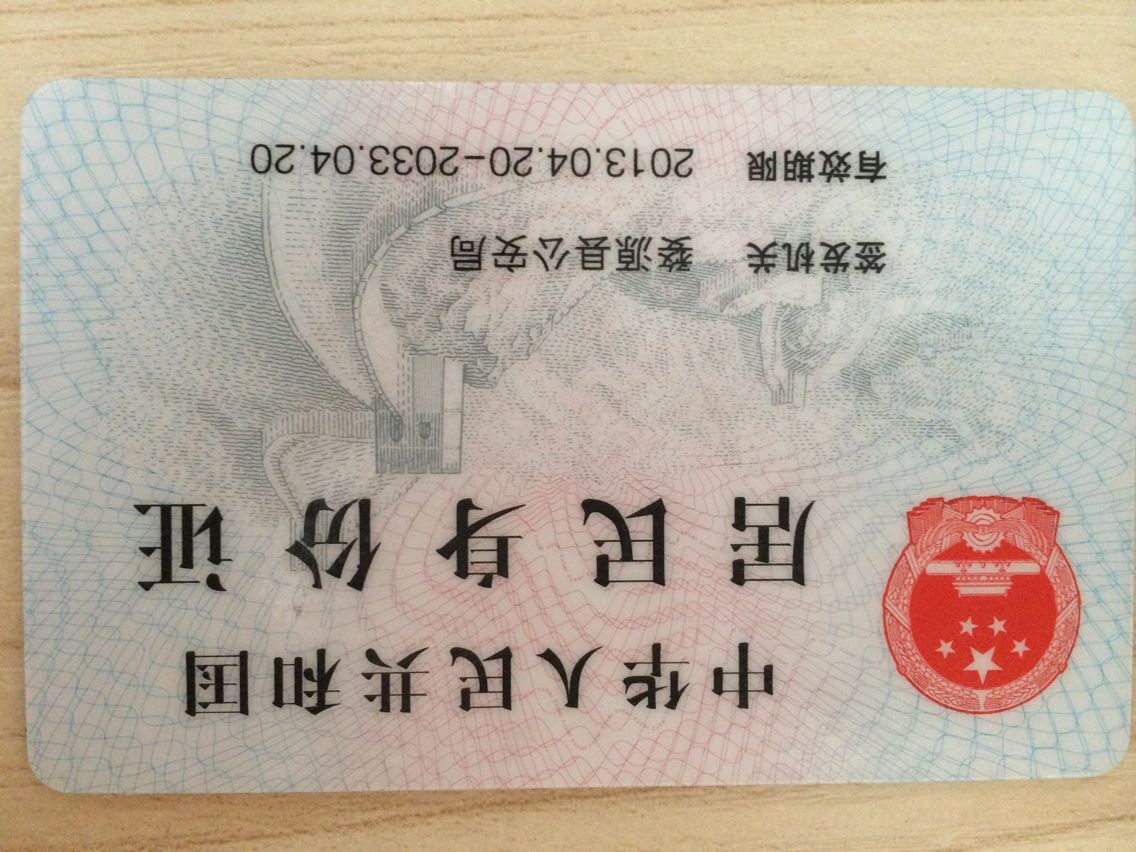 中华人民共和国
居民身份证
签发机关 婺源县公安局
有效期限 2013.04.20-2033.04.20